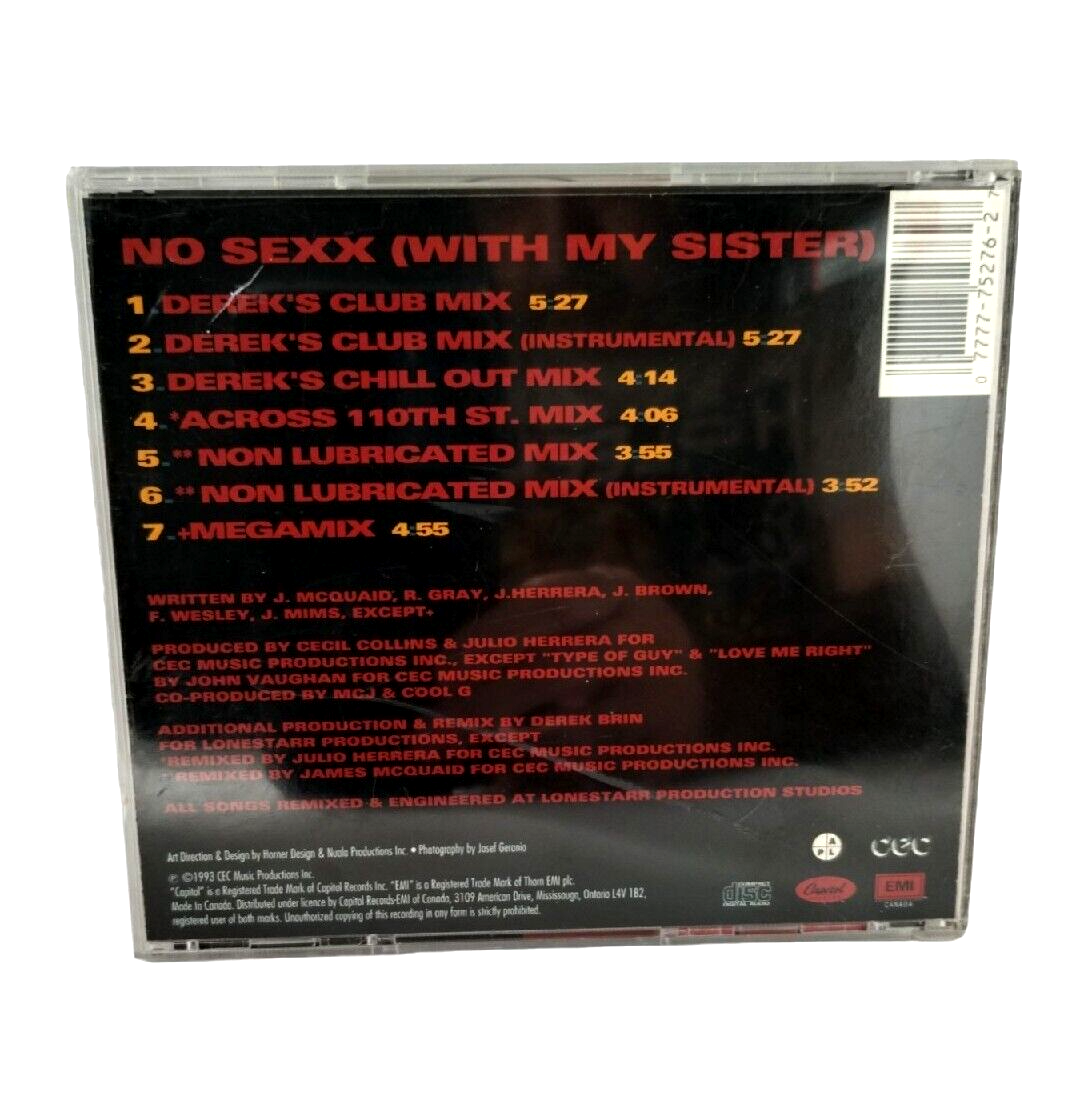 NO SEXX (WITH MY SISTER)
1. DEREK'S CLUB MIX 5:27
2. DEREK'S CLUB MIX (INSTRUMENTAL) 5:27
3. DEREK'S CHILL OUT MIX 4:14
4. *ACROSS 110TH ST. MIX 4:06
5. ** NON LUBRICATED MIX 3:55
6. ** NON LUBRICATED MIX (INSTRUMENTAL) 3:52
7. +MEGAMIX 4:55
0 7777-75276-2 7
WRITTEN BY J. MCQUAID, R. GRAY, J.HERRERA, J. BROWN,
F. WESLEY, J. MIMS, EXCEPT+
PRODUCED BY CECIL COLLINS & JULIO HERRERA FOR
CEC MUSIC PRODUCTIONS INC., EXCEPT "TYPE OF GUY" & "LOVE ME RIGHT"
BY JOHN VAUGHAN FOR CEC MUSIC PRODUCTIONS INC.
CO-PRODUCED BY MCJ & COOL G
ADDITIONAL PRODUCTION & REMIX BY DEREK BRIN
FOR LONESTARR PRODUCTIONS, EXCEPT
*REMIXED BY JULIO HERRERA FOR CEC MUSIC PRODUCTIONS INC.
**REMIXED BY JAMES MCQUAID FOR CEC MUSIC PRODUCTIONS INC.
ALL SONGS REMIXED & ENGINEERED AT LONESTARR PRODUCTION STUDIOS
Art Direction & Design by Horner Design & Nuala Productions Inc. • Photography by Josef Geronio
℗ ©1993 CEC Music Productions Inc.
"Capitol" is a Registered Trade Mark of Capitol Records Inc. "EMI" is a Registered Trade Mark of Thorn EMI plc.
Made in Canada. Distributed under licence by Capitol Records-EMI of Canada, 3109 American Drive, Mississauga, Ontario L4V 1B2,
registered user of both marks. Unauthorized copying of this recording in any form is strictly prohibited.
A
P L
cec
COMPACT
disc
DIGITAL AUDIO
Capitol
EMI
CANADA